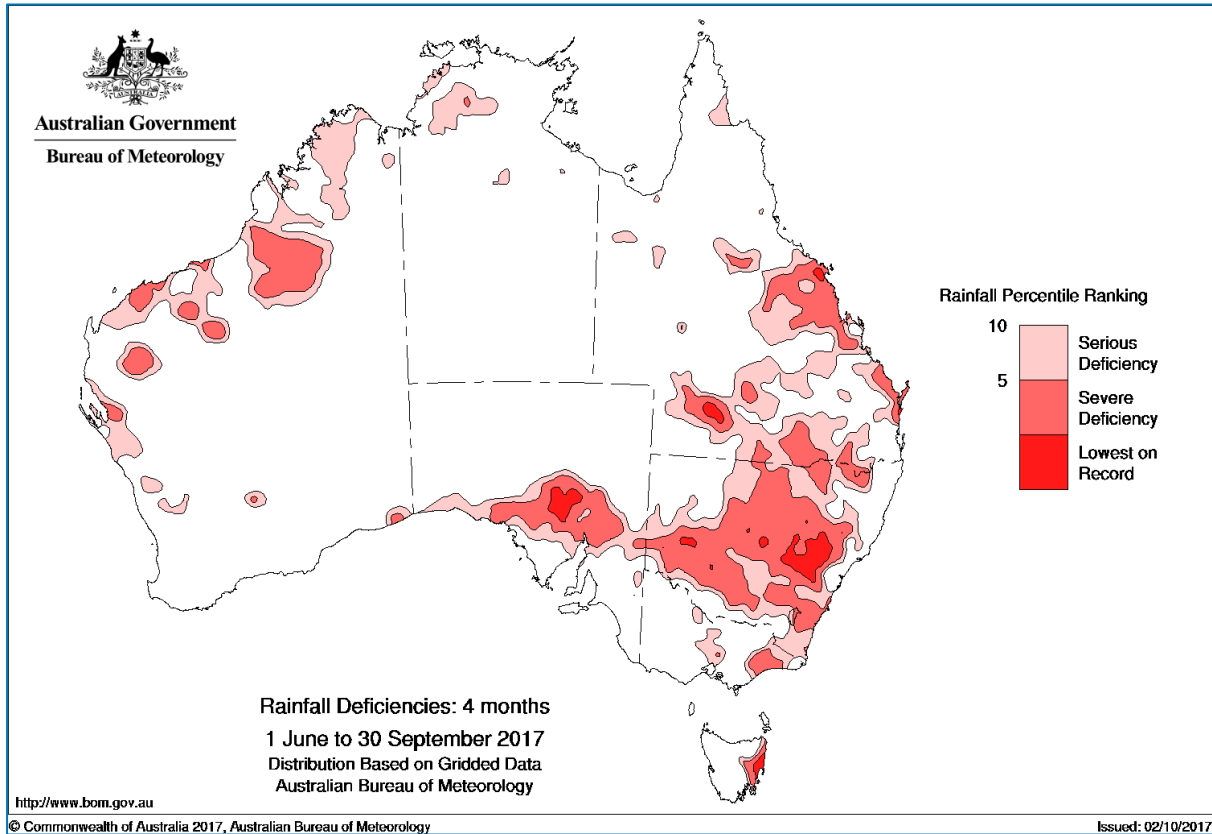 Australian Government
Bureau of Meteorology
Rainfall Percentile Ranking
10
Serious
Deficiency
5
Severe
Deficiency
Lowest on
Record
Rainfall Deficiencies: 4 months
1 June to 30 September 2017
Distribution Based on Gridded Data
Australian Bureau of Meteorology
http://www.bom.gov.au
© Commonwealth of Australia 2017, Australian Bureau of Meteorology
Issued: 02/10/2017